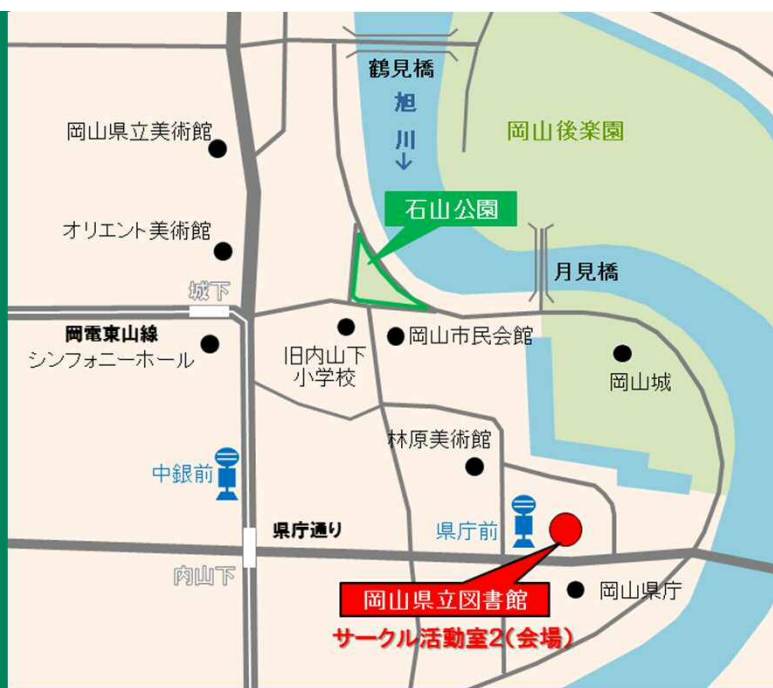 鶴見橋
旭川↓
岡山後楽園
岡山県立美術館
石山公園
オリエント美術館
月見橋
城下
岡電東山線
シンフォニーホール
旧内山下
小学校
岡山市民会館
岡山城
林原美術館
中銀前
県庁前
県庁通り
内山下
岡山県立図書館
岡山県庁
サークル活動室2(会場)